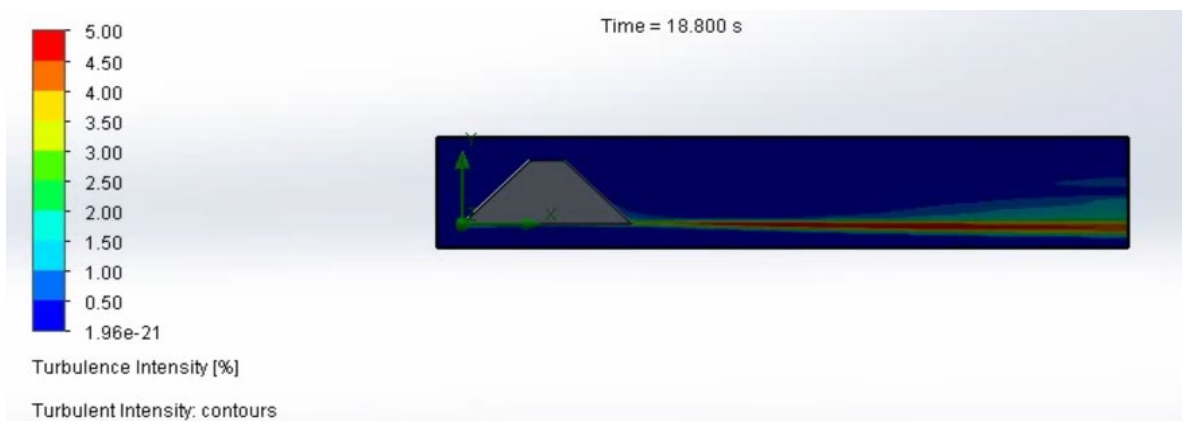 Time = 18.800 s
5.00
4.50
4.00
3.50
3.00
2.50
2.00
1.50
1.00
0.50
1.96e-21
Y
X
Turbulence Intensity [%]
Turbulent Intensity: contours